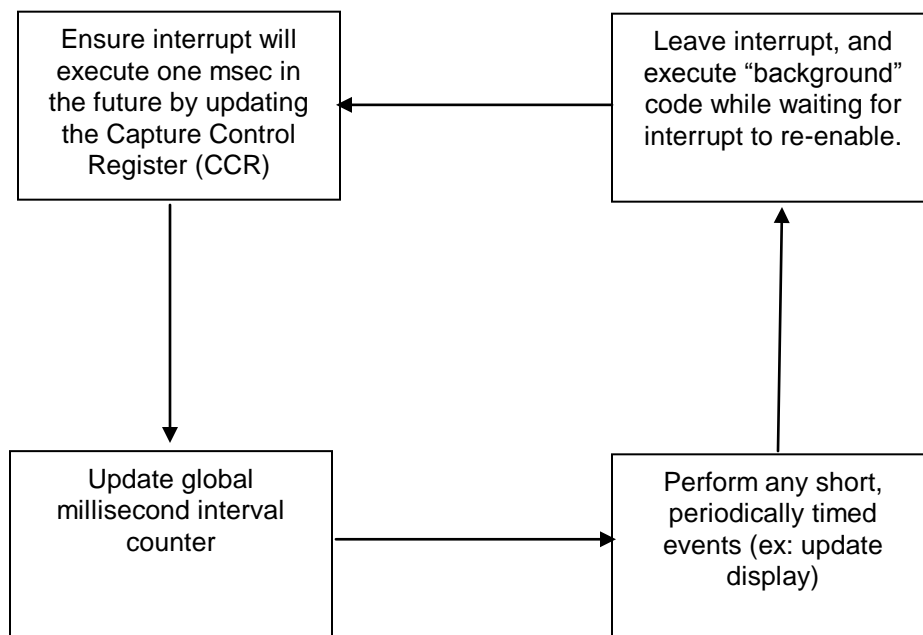 Ensure interrupt will
execute one msec in
the future by updating
the Capture Control
Register (CCR)
Leave interrupt, and
execute “background”
code while waiting for
interrupt to re-enable.
Update global
millisecond interval
counter
Perform any short,
periodically timed
events (ex: update
display)